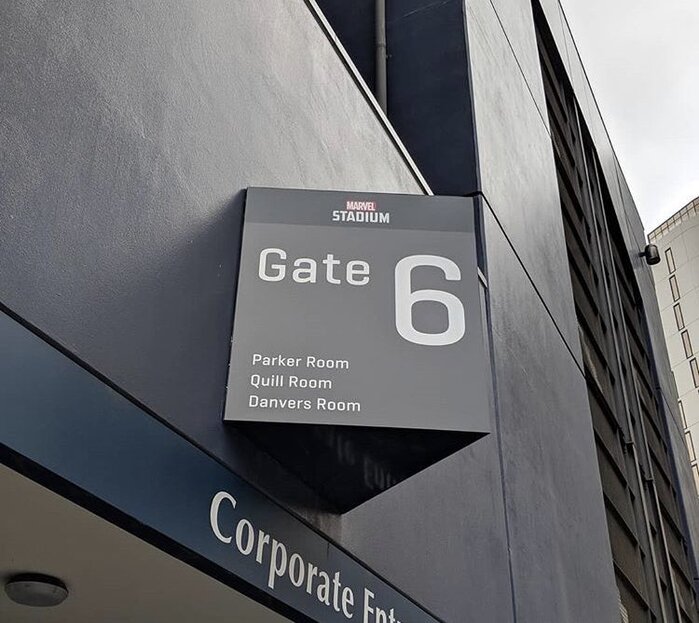 MARVEL
STADIUM
Gate 6
Parker Room
Quill Room
Danvers Room
Corporate